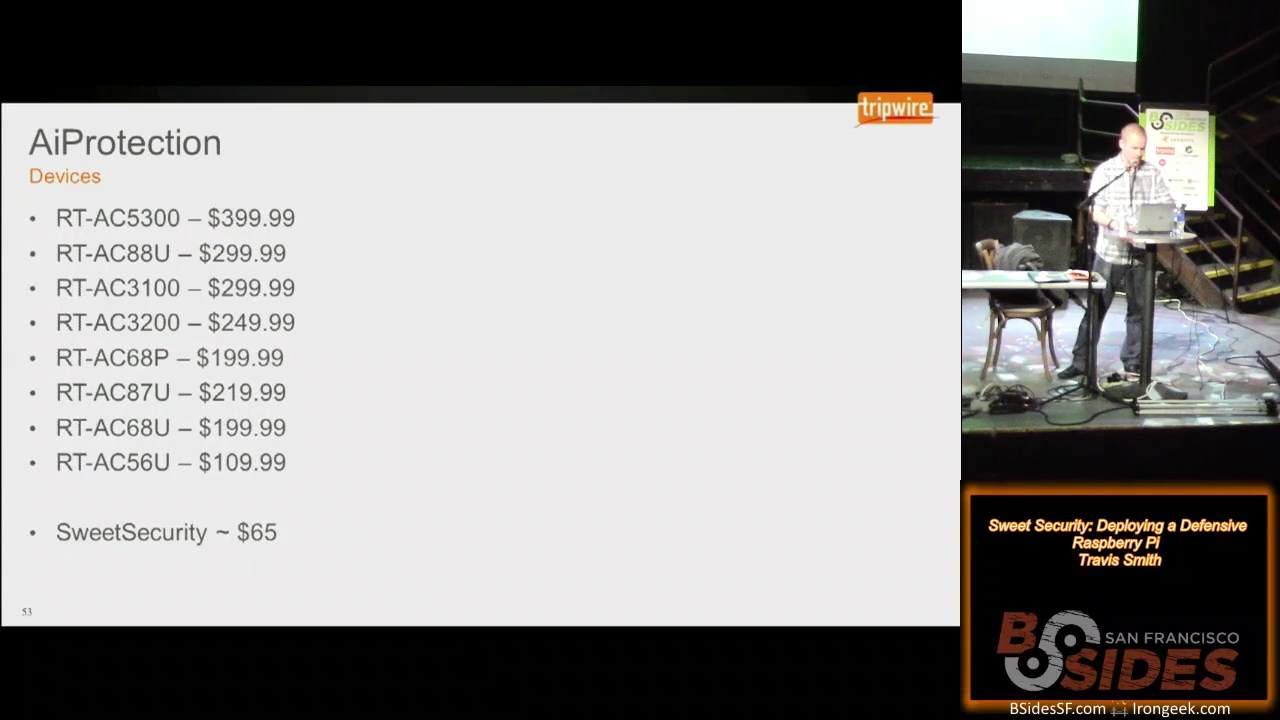 tripwire
AiProtection
Devices
• RT-AC5300 – $399.99
• RT-AC88U – $299.99
• RT-AC3100 – $299.99
• RT-AC3200 – $249.99
• RT-AC68P – $199.99
• RT-AC87U – $219.99
• RT-AC68U – $199.99
• RT-AC56U – $109.99
• SweetSecurity ~ $65
53
BSIDES
Sweet Security: Deploying a Defensive
Raspberry Pi
Travis Smith
BSIDES
SAN FRANCISCO
BSidesSF.com Irongeek.com